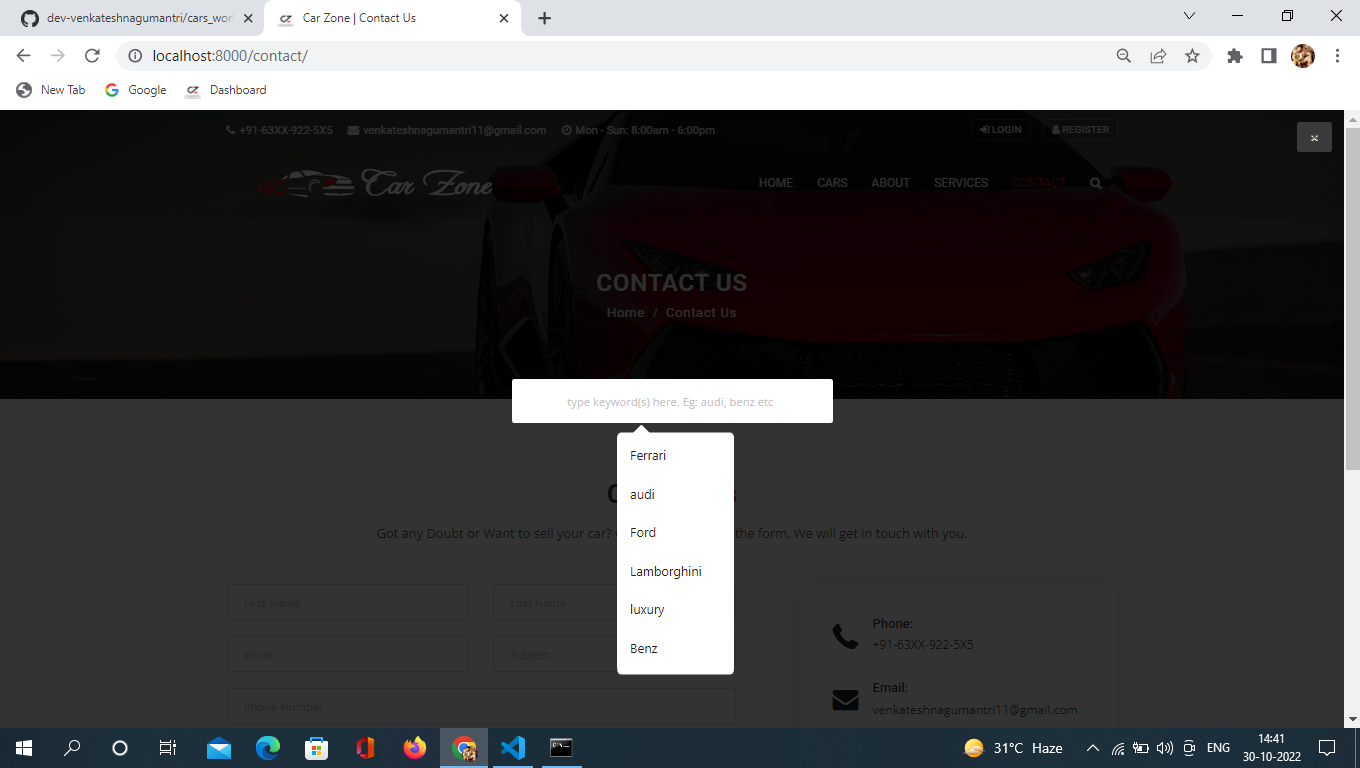 dev-venkateshnagumantri/cars_wor
Car Zone | Contact Us
localhost:8000/contact/
New Tab
Google
CZ Dashboard
+91-63XX-922-5X5
venkateshnagumantri11@gmail.com
Mon - Sun: 8:00am - 6:00pm
LOGIN
REGISTER
Car Zone
HOME CARS ABOUT SERVICES CONTACT
CONTACT US
Home / Contact Us
type keyword(s) here. Eg: audi, benz etc
Ferrari
audi
Ford
Lamborghini
luxury
Benz
Got any Doubt or Want to sell your car?
the form. We will get in touch with you.
First Name
Last Name
Email
Subject
Phone Number
Phone:
+91-63XX-922-5X5
Email:
venkateshnagumantri11@gmail.com
31°C Haze
ENG
14:41
30-10-2022